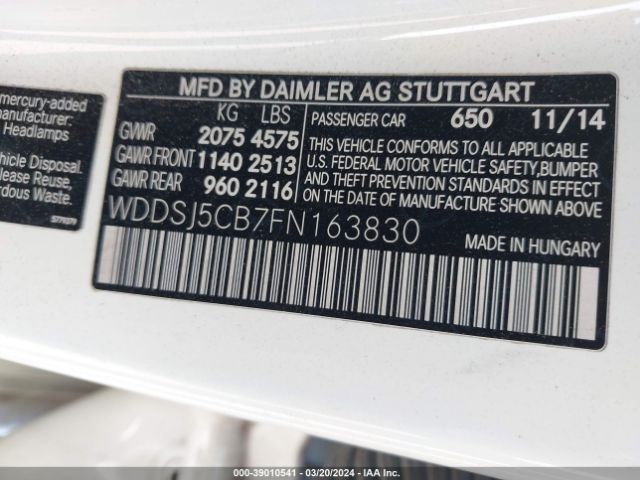 mercury-added
manufacturer:
Headlamps
hicle Disposal.
lease Reuse,
rdous Waste.
5779379
MFD BY DAIMLER AG STUTTGART
KG LBS
GVWR 2075 4575
GAWR FRONT 1140 2513
GAWR REAR 960 2116
PASSENGER CAR 650 11/14
THIS VEHICLE CONFORMS TO ALL APPLICABLE
U.S. FEDERAL MOTOR VEHICLE SAFETY, BUMPER
AND THEFT PREVENTION STANDARDS IN EFFECT
ON THE DATE OF MANUFACTURE SHOWN ABOVE.
WDDSJ5CB7FN163830
MADE IN HUNGARY
000-39010541 - 03/20/2024 - IAA Inc.